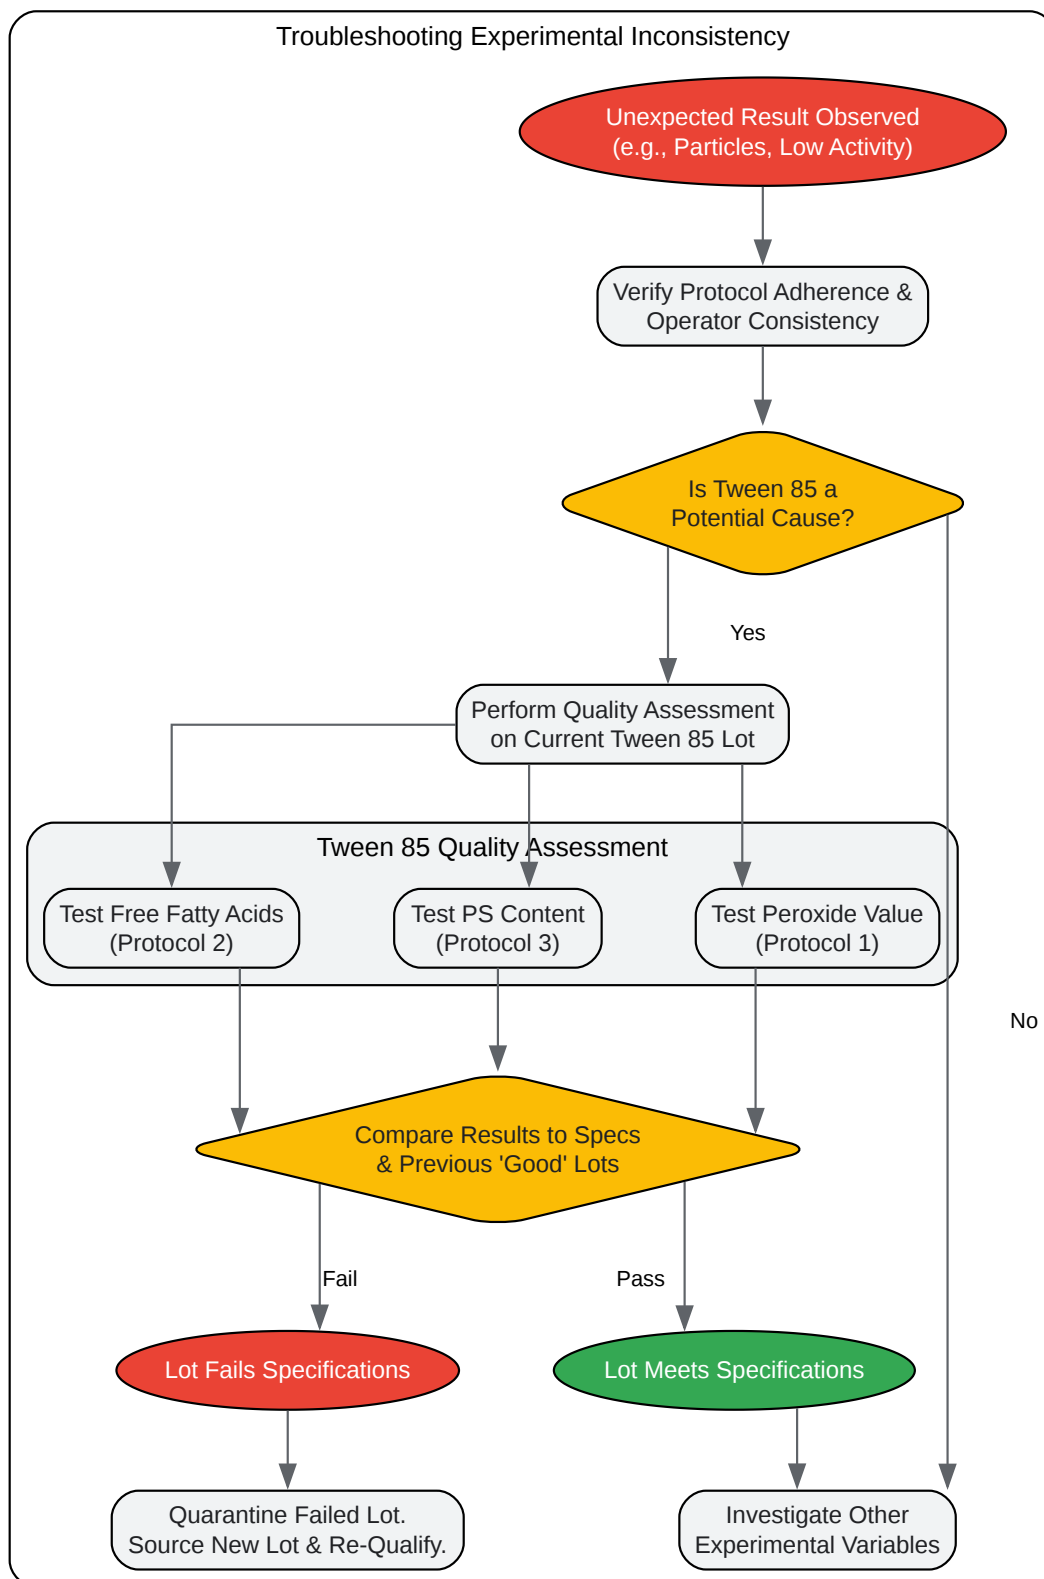 Troubleshooting Experimental Inconsistency
Unexpected Result Observed
(e.g., Particles, Low Activity)
Verify Protocol Adherence &
Operator Consistency
Is Tween 85 a
Potential Cause?
Yes
Perform Quality Assessment
on Current Tween 85 Lot
Tween 85 Quality Assessment
Test Free Fatty Acids
(Protocol 2)
Test PS Content
(Protocol 3)
Test Peroxide Value
(Protocol 1)
No
Compare Results to Specs
& Previous 'Good' Lots
Fail
Pass
Lot Fails Specifications
Lot Meets Specifications
Quarantine Failed Lot.
Source New Lot & Re-Qualify.
Investigate Other
Experimental Variables